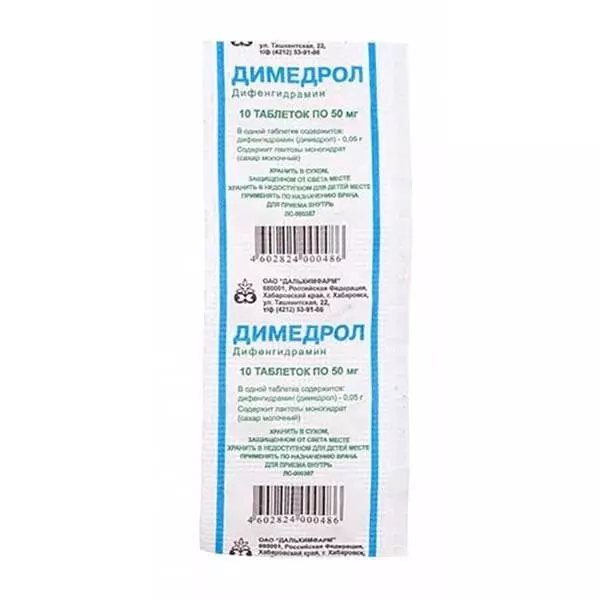 ул. Ташкентская, 22,
т/ф (4212) 53-91-86
ДИМЕДРОЛ
Дифенгидрамин
10 ТАБЛЕТОК ПО 50 мг
В одной таблетке содержится:
дифенгидрамин (димедрол) - 0,05 г
Содержит лактозы моногидрат
(сахар молочный)
ХРАНИТЬ В СУХОМ,
ЗАЩИЩЕННОМ ОТ СВЕТА МЕСТЕ
ХРАНИТЬ В НЕДОСТУПНОМ ДЛЯ ДЕТЕЙ МЕСТЕ
ПРИМЕНЯТЬ ПО НАЗНАЧЕНИЮ ВРАЧА
ДЛЯ ПРИЕМА ВНУТРЬ
ЛС-000387
4602824000486
ОАО "ДАЛЬХИМФАРМ"
680001, Российская Федерация,
Хабаровский край, г. Хабаровск,
ул. Ташкентская, 22,
т/ф (4212) 53-91-86
ДИМЕДРОЛ
Дифенгидрамин
10 ТАБЛЕТОК ПО 50 мг
В одной таблетке содержится:
дифенгидрамин (димедрол) - 0,05 г
Содержит лактозы моногидрат
(сахар молочный)
ХРАНИТЬ В СУХОМ,
ЗАЩИЩЕННОМ ОТ СВЕТА МЕСТЕ
ХРАНИТЬ В НЕДОСТУПНОМ ДЛЯ ДЕТЕЙ МЕСТЕ
ПРИМЕНЯТЬ ПО НАЗНАЧЕНИЮ ВРАЧА
ДЛЯ ПРИЕМА ВНУТРЬ
ЛС-000387
4602824000486
ОАО "ДАЛЬХИМФАРМ"
680001, Российская Федерация,
Хабаровский край, г. Хабаровск,